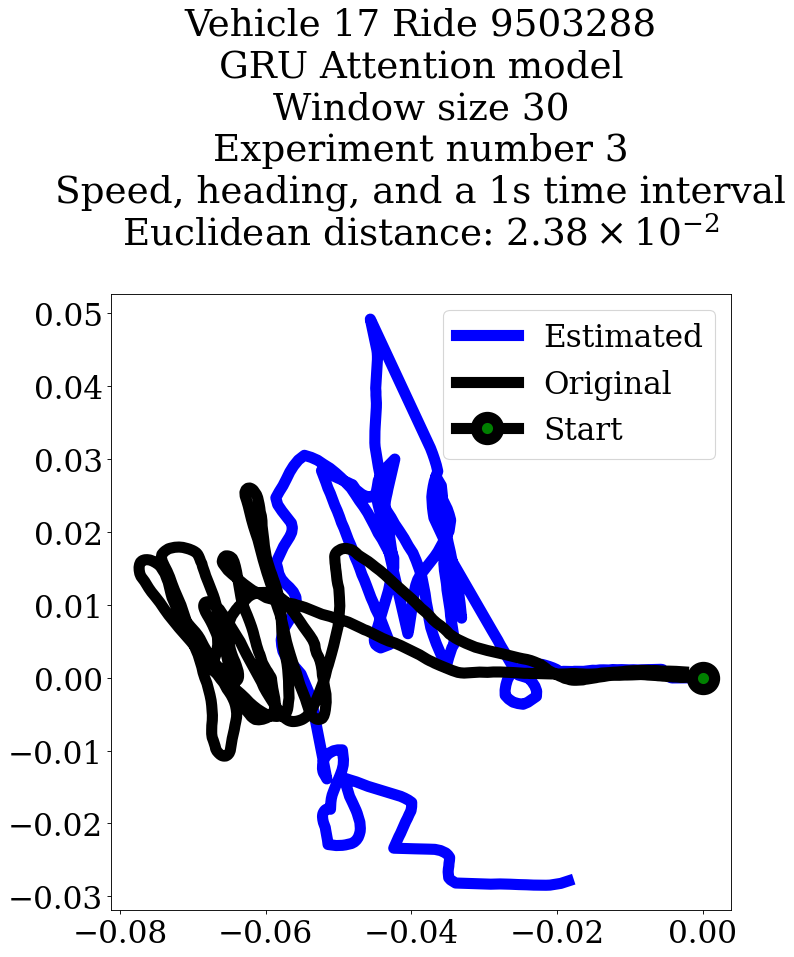 Vehicle 17 Ride 9503288
GRU Attention model
Window size 30
Experiment number 3
Speed, heading, and a 1s time interval
Euclidean distance: 2.38 × 10⁻²
0.05
0.04
0.03
0.02
0.01
0.00
−0.01
−0.02
−0.03
Estimated
Original
Start
−0.08
−0.06
−0.04
−0.02
0.00